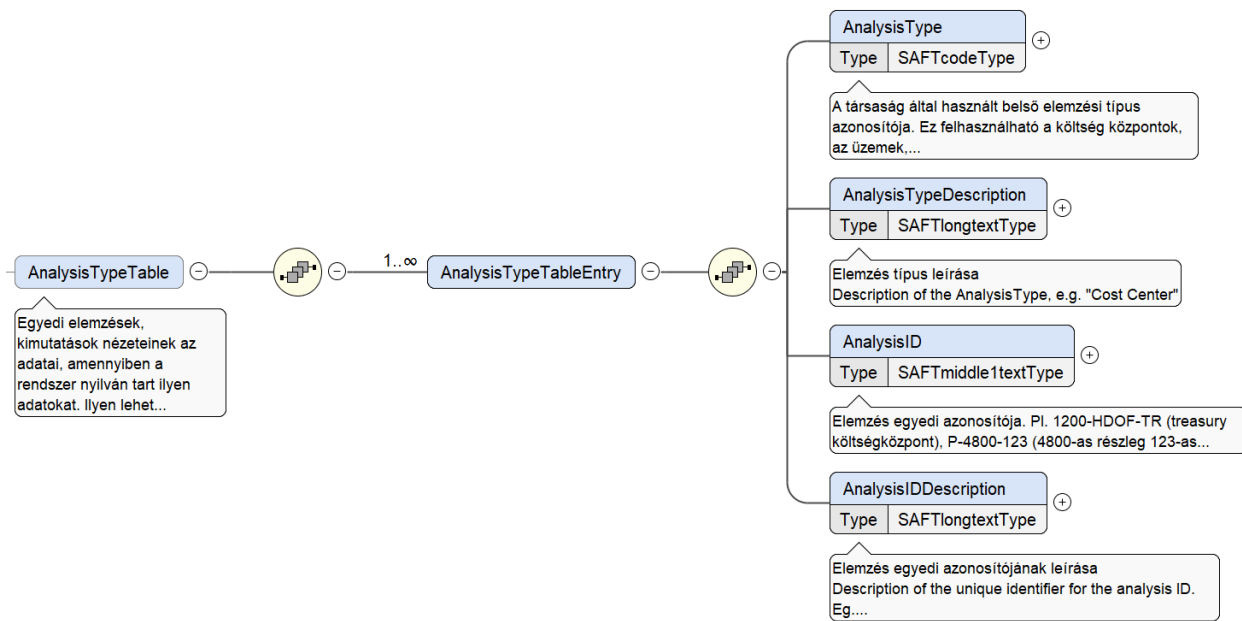 AnalysisTypeTable
Egyedi elemzések,
kimutatások nézeteinek az
adatai, amennyiben a
rendszer nyilván tart ilyen
adatokat. Ilyen lehet...
1..∞
AnalysisTypeTableEntry
AnalysisType
Type SAFTcodeType
A társaság által használt belső elemzési típus
azonosítója. Ez felhasználható a költség központok,
az üzemek,...
AnalysisTypeDescription
Type SAFTlongtextType
Elemzés típus leírása
Description of the AnalysisType, e.g. "Cost Center"
AnalysisID
Type SAFTmiddle1textType
Elemzés egyedi azonosítója. Pl. 1200-HDOF-TR (treasury
költségközpont), P-4800-123 (4800-as részleg 123-as...
AnalysisIDDescription
Type SAFTlongtextType
Elemzés egyedi azonosítójának leírása
Description of the unique identifier for the analysis ID.
Eg....